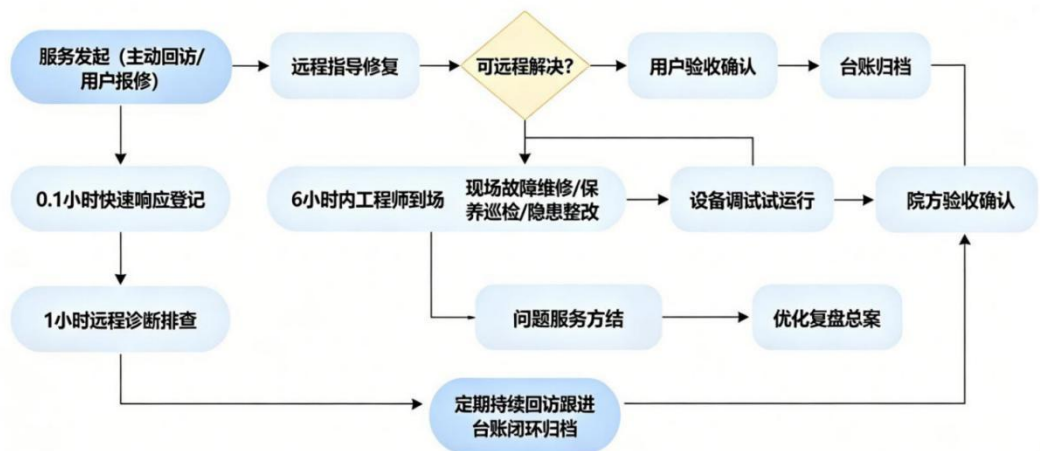 服务发起（主动回访/
用户报修）
远程指导修复
可远程解决？
用户验收确认
台账归档
0.1小时快速响应登记
6小时内工程师到场
现场故障维修/保
养巡检/隐患整改
设备调试试运行
院方验收确认
1小时远程诊断排查
问题服务方结
优化复盘总案
定期持续回访跟进
台账闭环归档